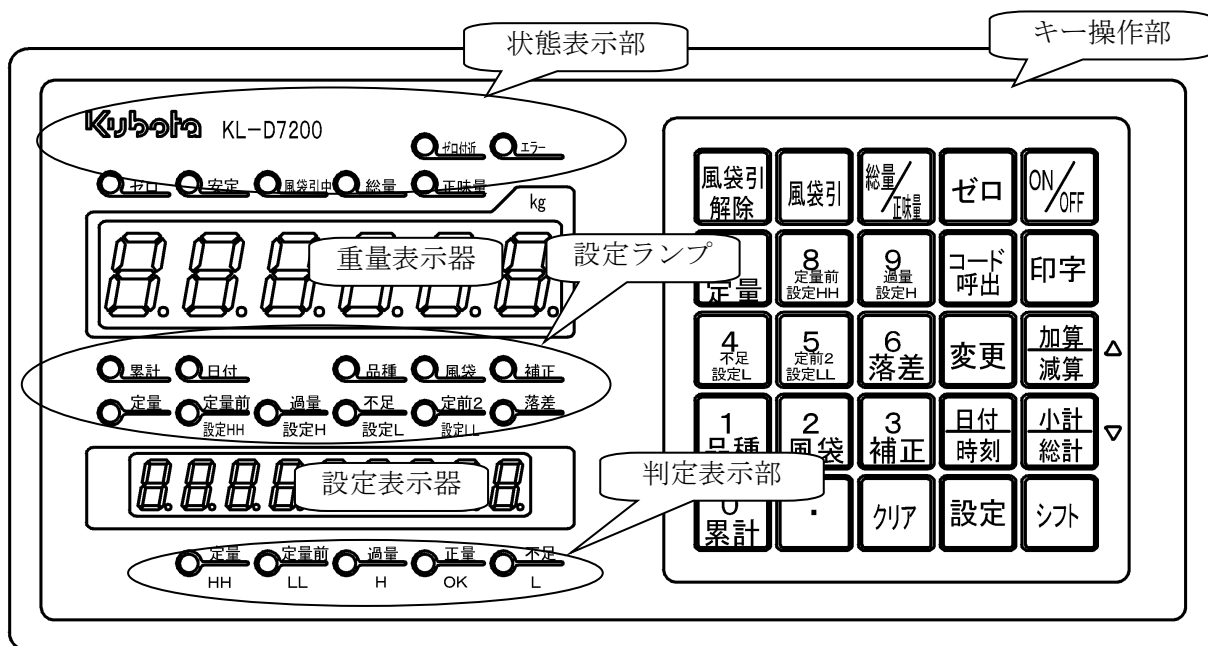 状態表示部
キー操作部
Kubota KL-D7200
ゼロ付近 エラー
ゼロ 安定 風袋引中 総量 正味量
kg
重量表示器
設定ランプ
累計 日付 品種 風袋 補正
定量 定量前 過量 不足 定前2 落差
設定HH 設定H 設定L 設定LL
設定表示器
判定表示部
定量 定量前 過量 正量 不足
HH LL H OK L
風袋引
解除
風袋引
総量/正味量
ゼロ
ON/OFF
定量
8
定量前
設定HH
9
過量
設定H
コード
呼出
印字
4
不足
設定L
5
定前2
設定LL
6
落差
変更
加算
減算
△
1
品種
2
風袋
3
補正
日付
時刻
小計
総計
▽
0
累計
.
クリア
設定
シフト